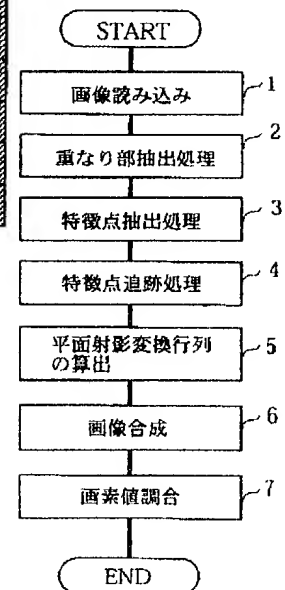 START
画像読み込み
1
重なり部抽出処理
2
特徴点抽出処理
3
特徴点追跡処理
4
平面射影変換行列
の算出
5
画像合成
6
画素値調合
7
END